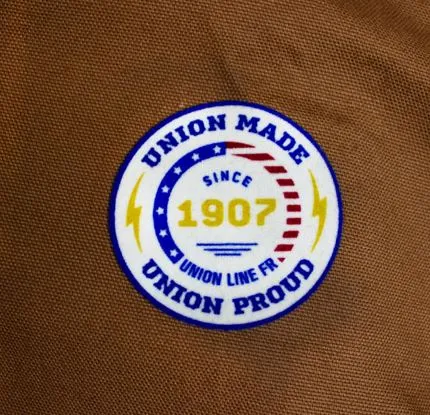 UNION MADE
SINCE
1907
UNION LINE FR
UNION PROUD